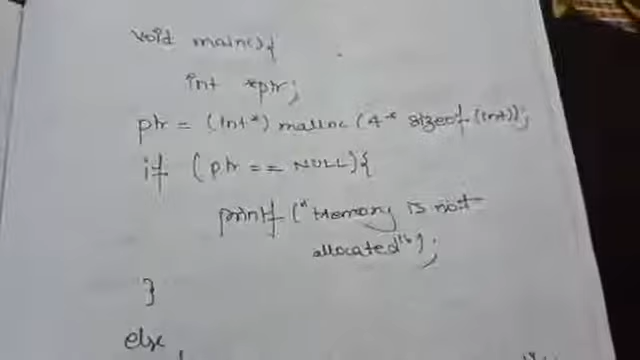 void main(){
int *ptr;
ptr = (int*) malloc (4* sizeof (int));
if (ptr == NULL){
printf ("Memory is not
allocated");
}
else